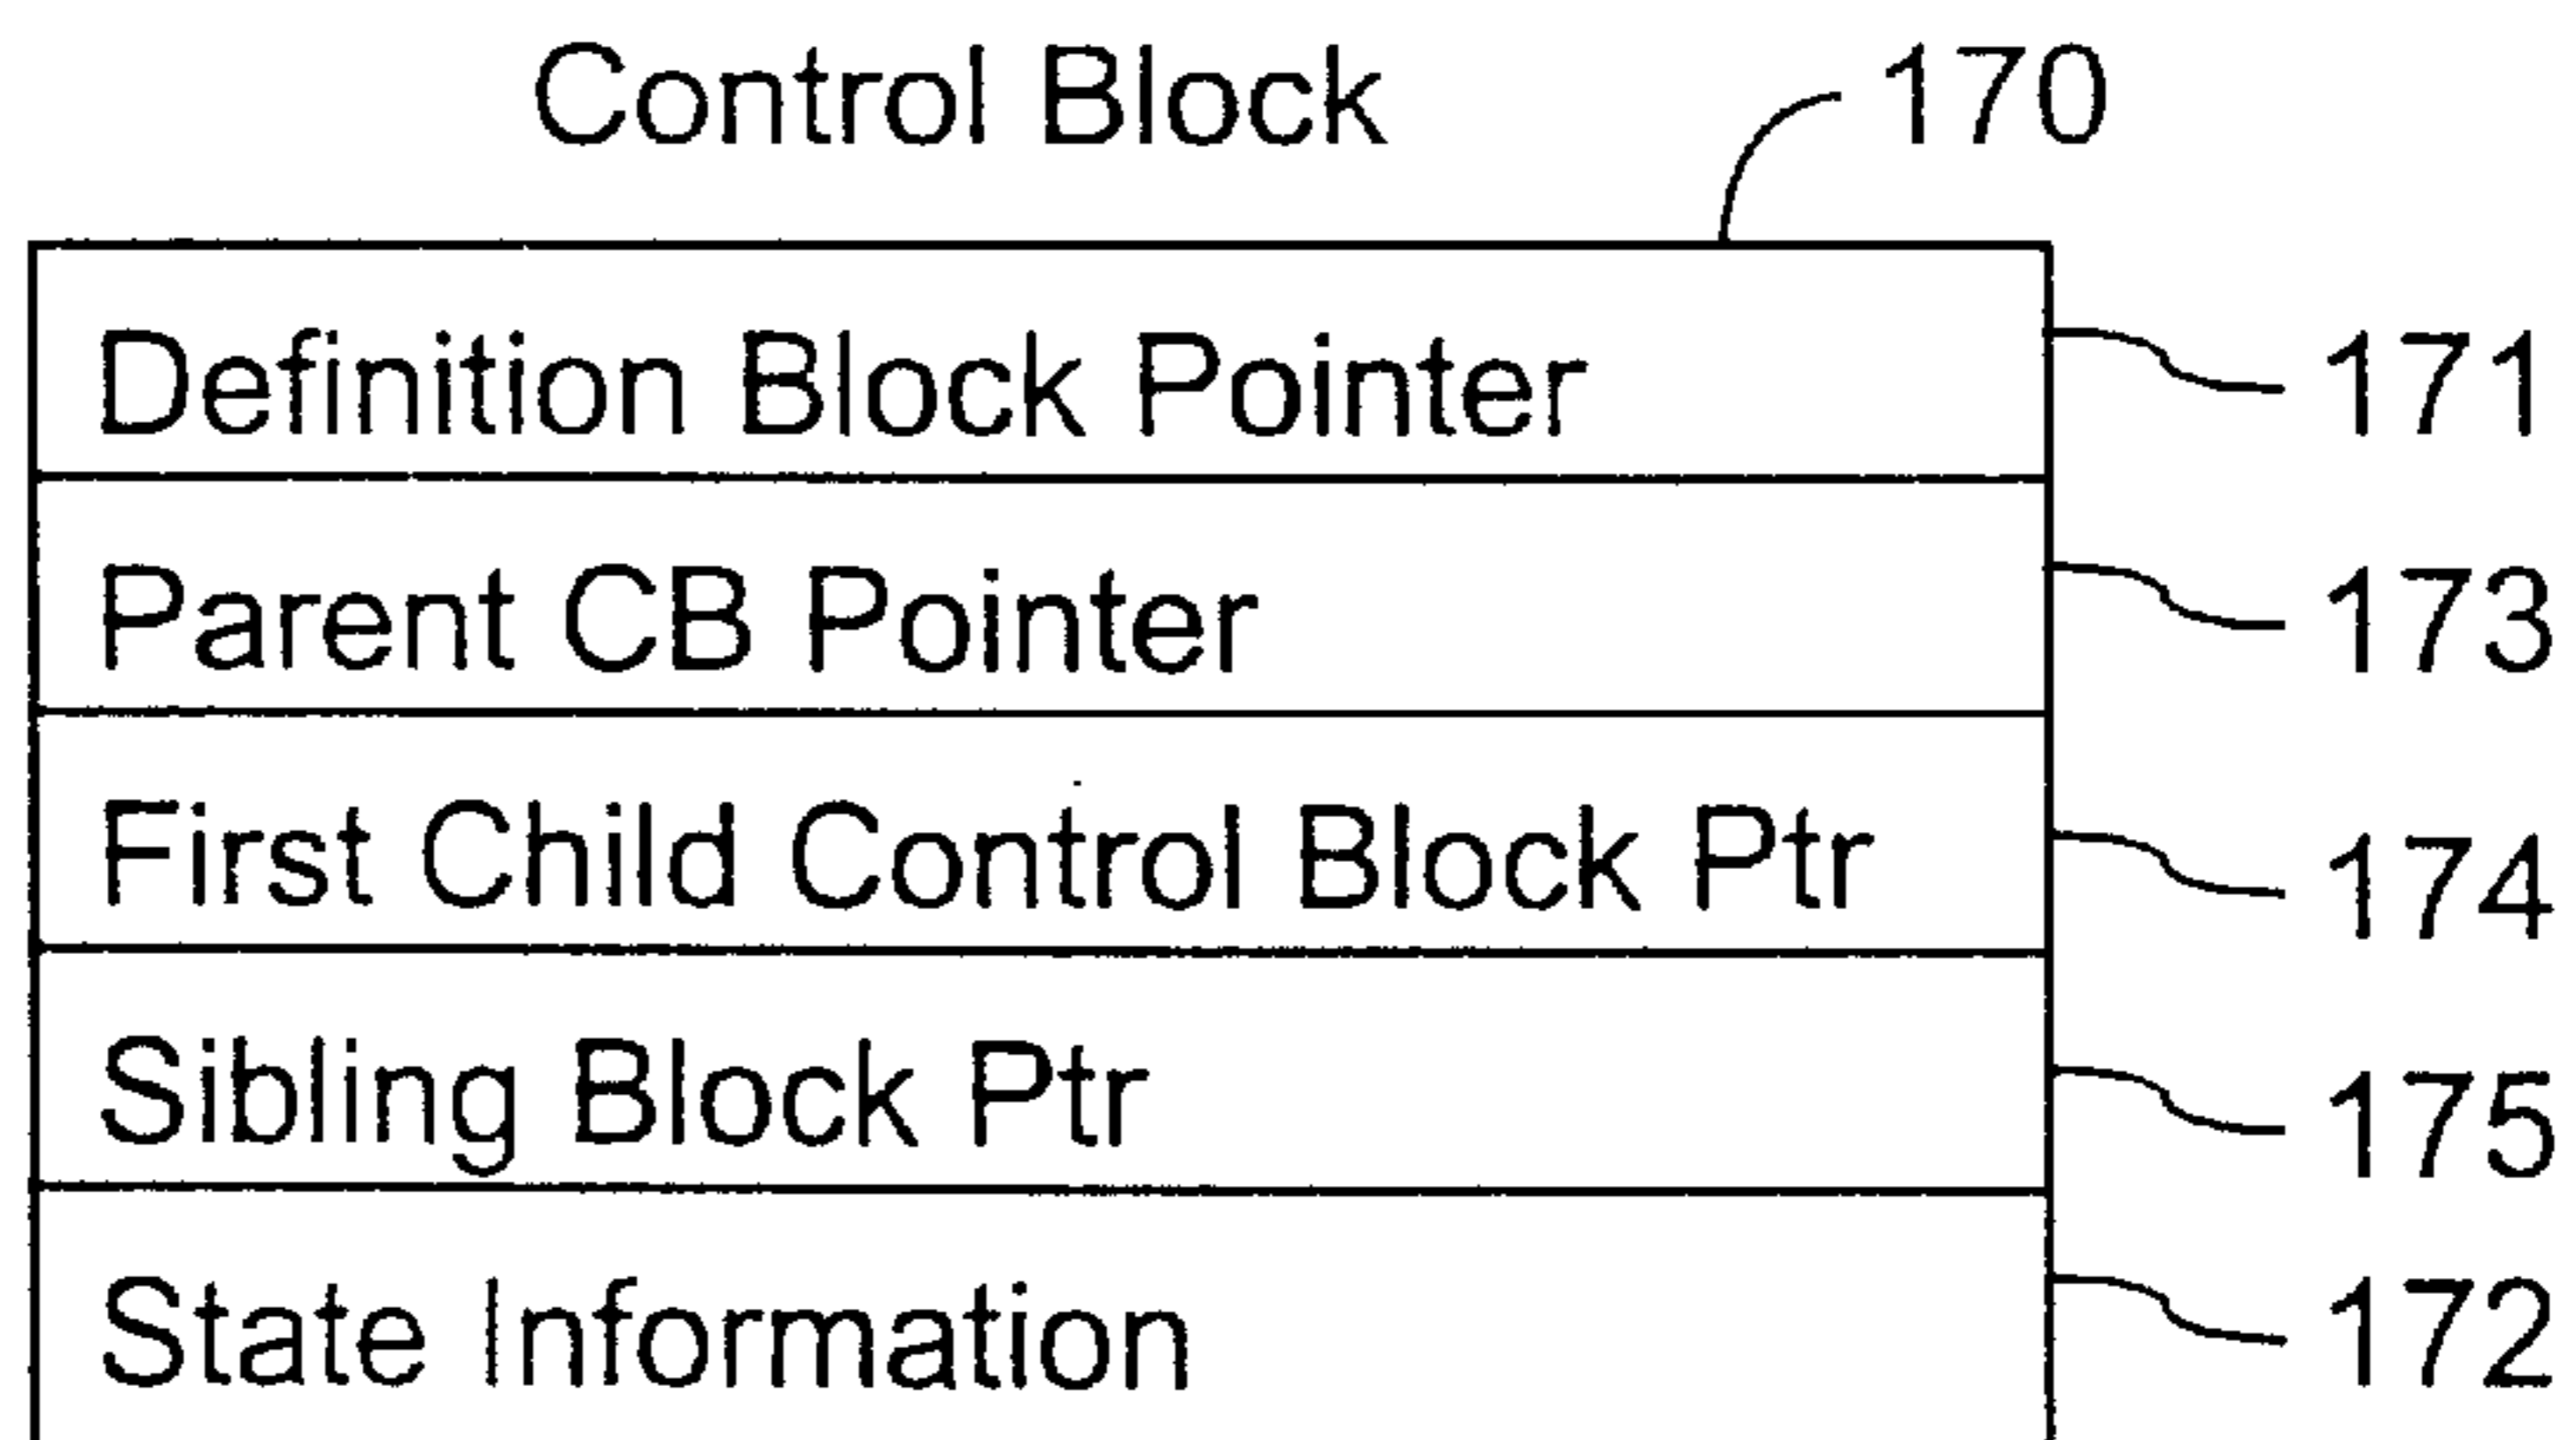 Control Block 170
Definition Block Pointer 171
Parent CB Pointer 173
First Child Control Block Ptr 174
Sibling Block Ptr 175
State Information 172